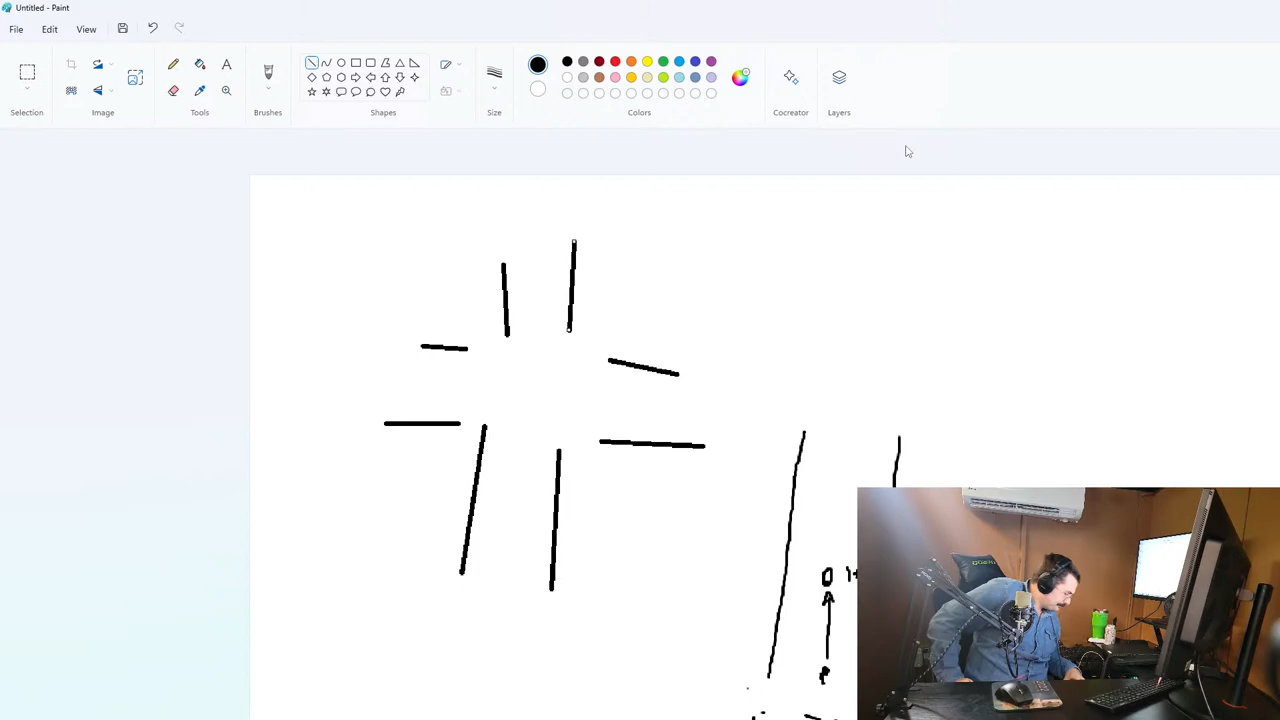 Untitled - Paint
File Edit View
Selection Image Tools Brushes Shapes Size Colors Cocreator Layers